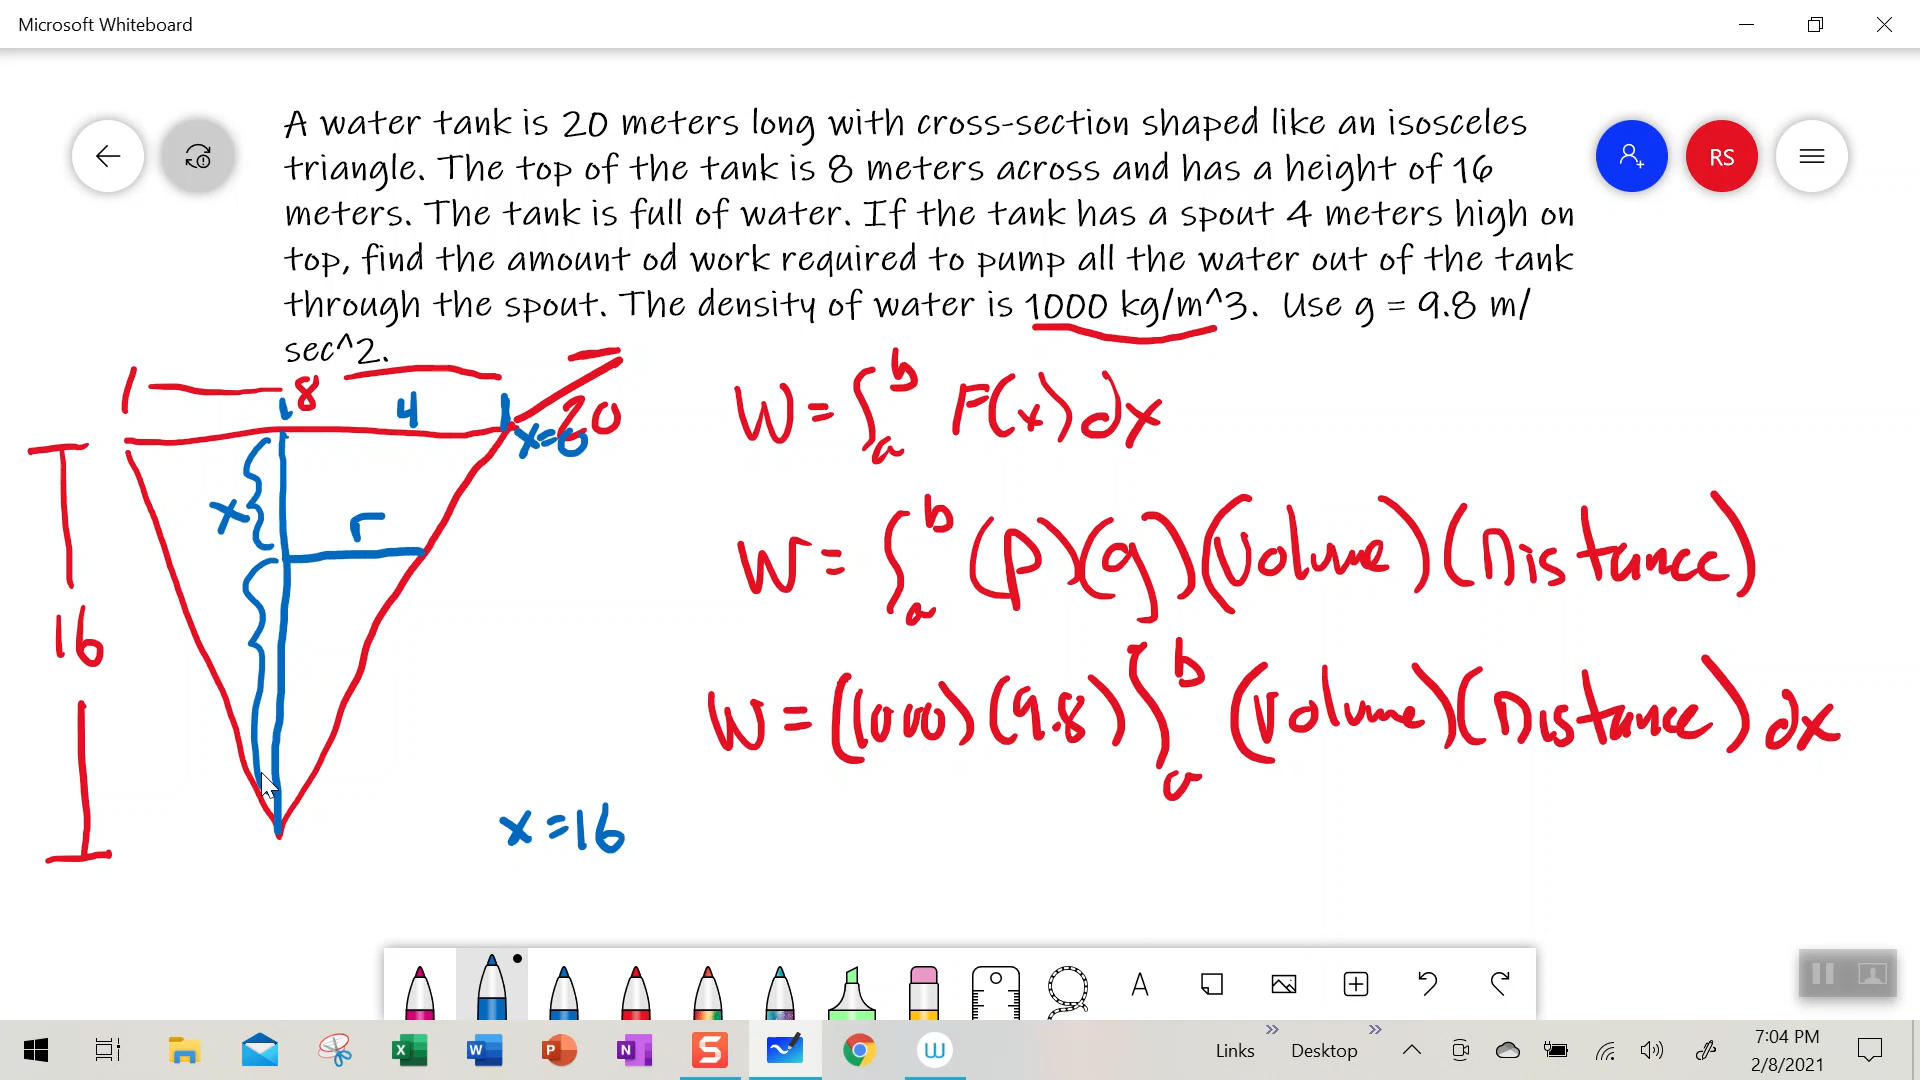 Microsoft Whiteboard
A water tank is 20 meters long with cross-section shaped like an isosceles
triangle. The top of the tank is 8 meters across and has a height of 16
meters. The tank is full of water. If the tank has a spout 4 meters high on
top, find the amount od work required to pump all the water out of the tank
through the spout. The density of water is 1000 kg/m^3. Use g = 9.8 m/
sec^2.
RS
8
4
20
x=0
x
r
16
x=16
W = ∫_a^b F(x)dx
W = ∫_a^b (ρ)(g)(Volume)(Distance)
W = (1000)(9.8) ∫_a^b (Volume)(Distance) dx
Links
Desktop
7:04 PM
2/8/2021